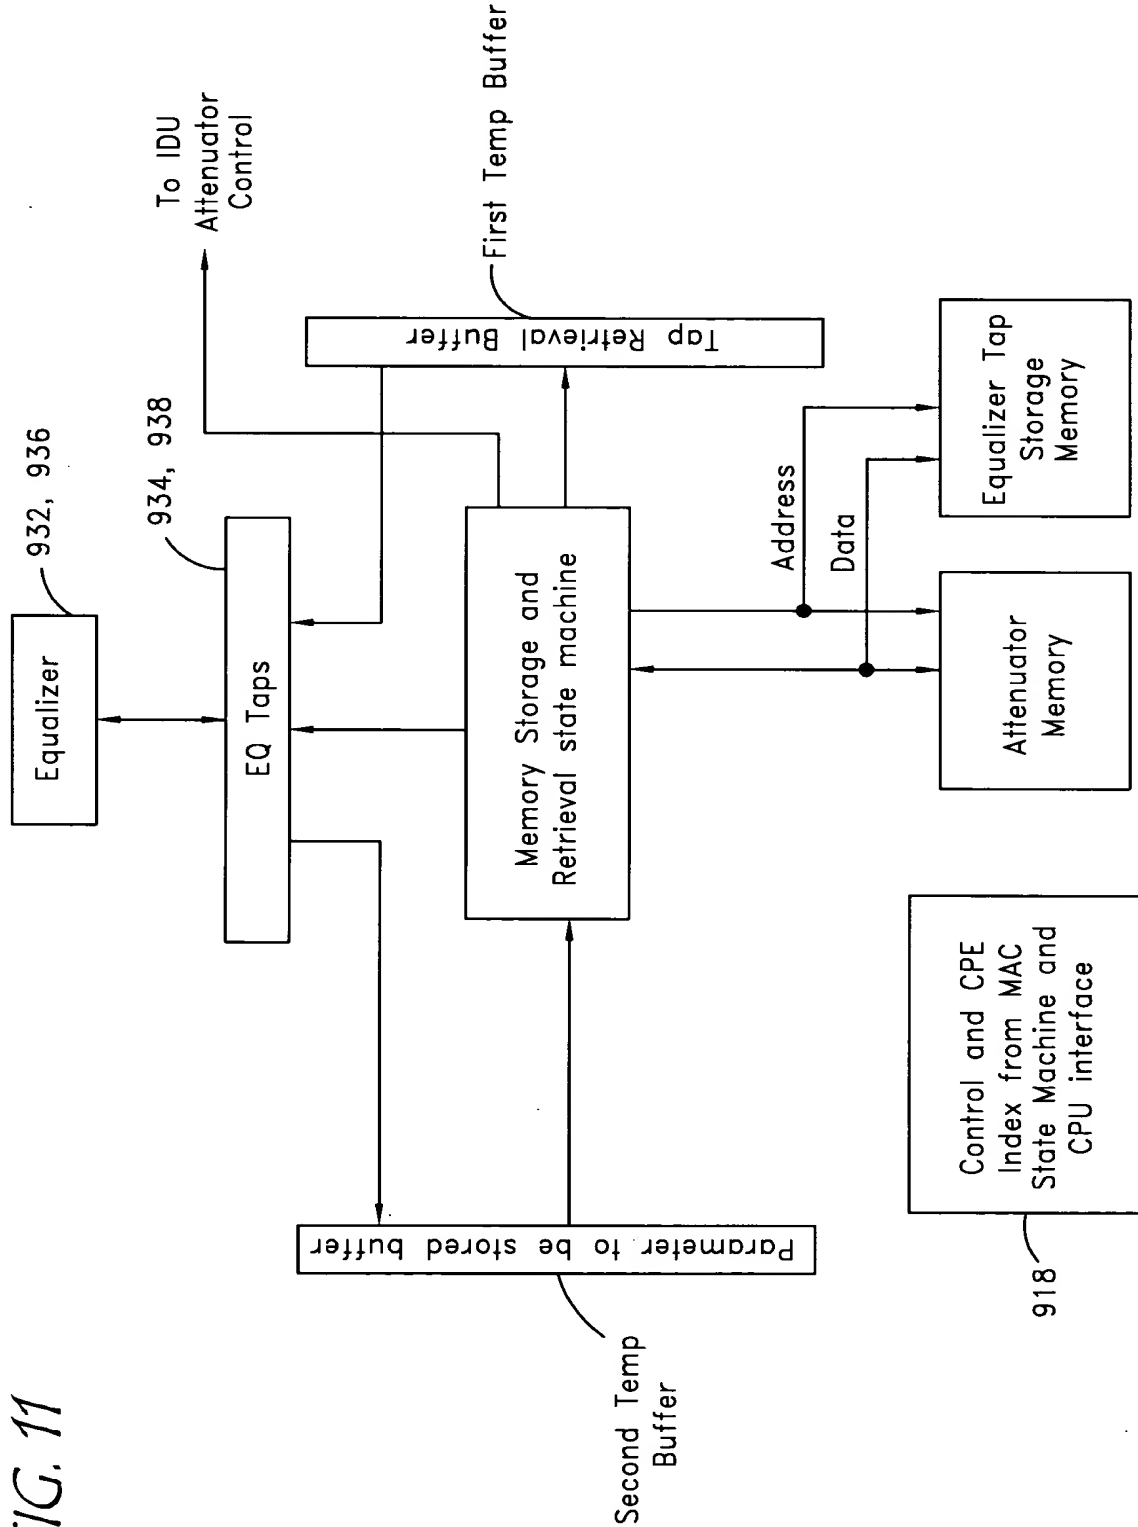 FIG. 11
Equalizer
932, 936
EQ Taps
934, 938
To IDU
Attenuator
Control
Second Temp
Buffer
Parameter to be stored buffer
Memory Storage and
Retrieval state machine
Tap Retrieval Buffer
First Temp Buffer
Address
Data
918
Control and CPE
Index from MAC
State Machine and
CPU interface
Attenuator
Memory
Equalizer Tap
Storage
Memory